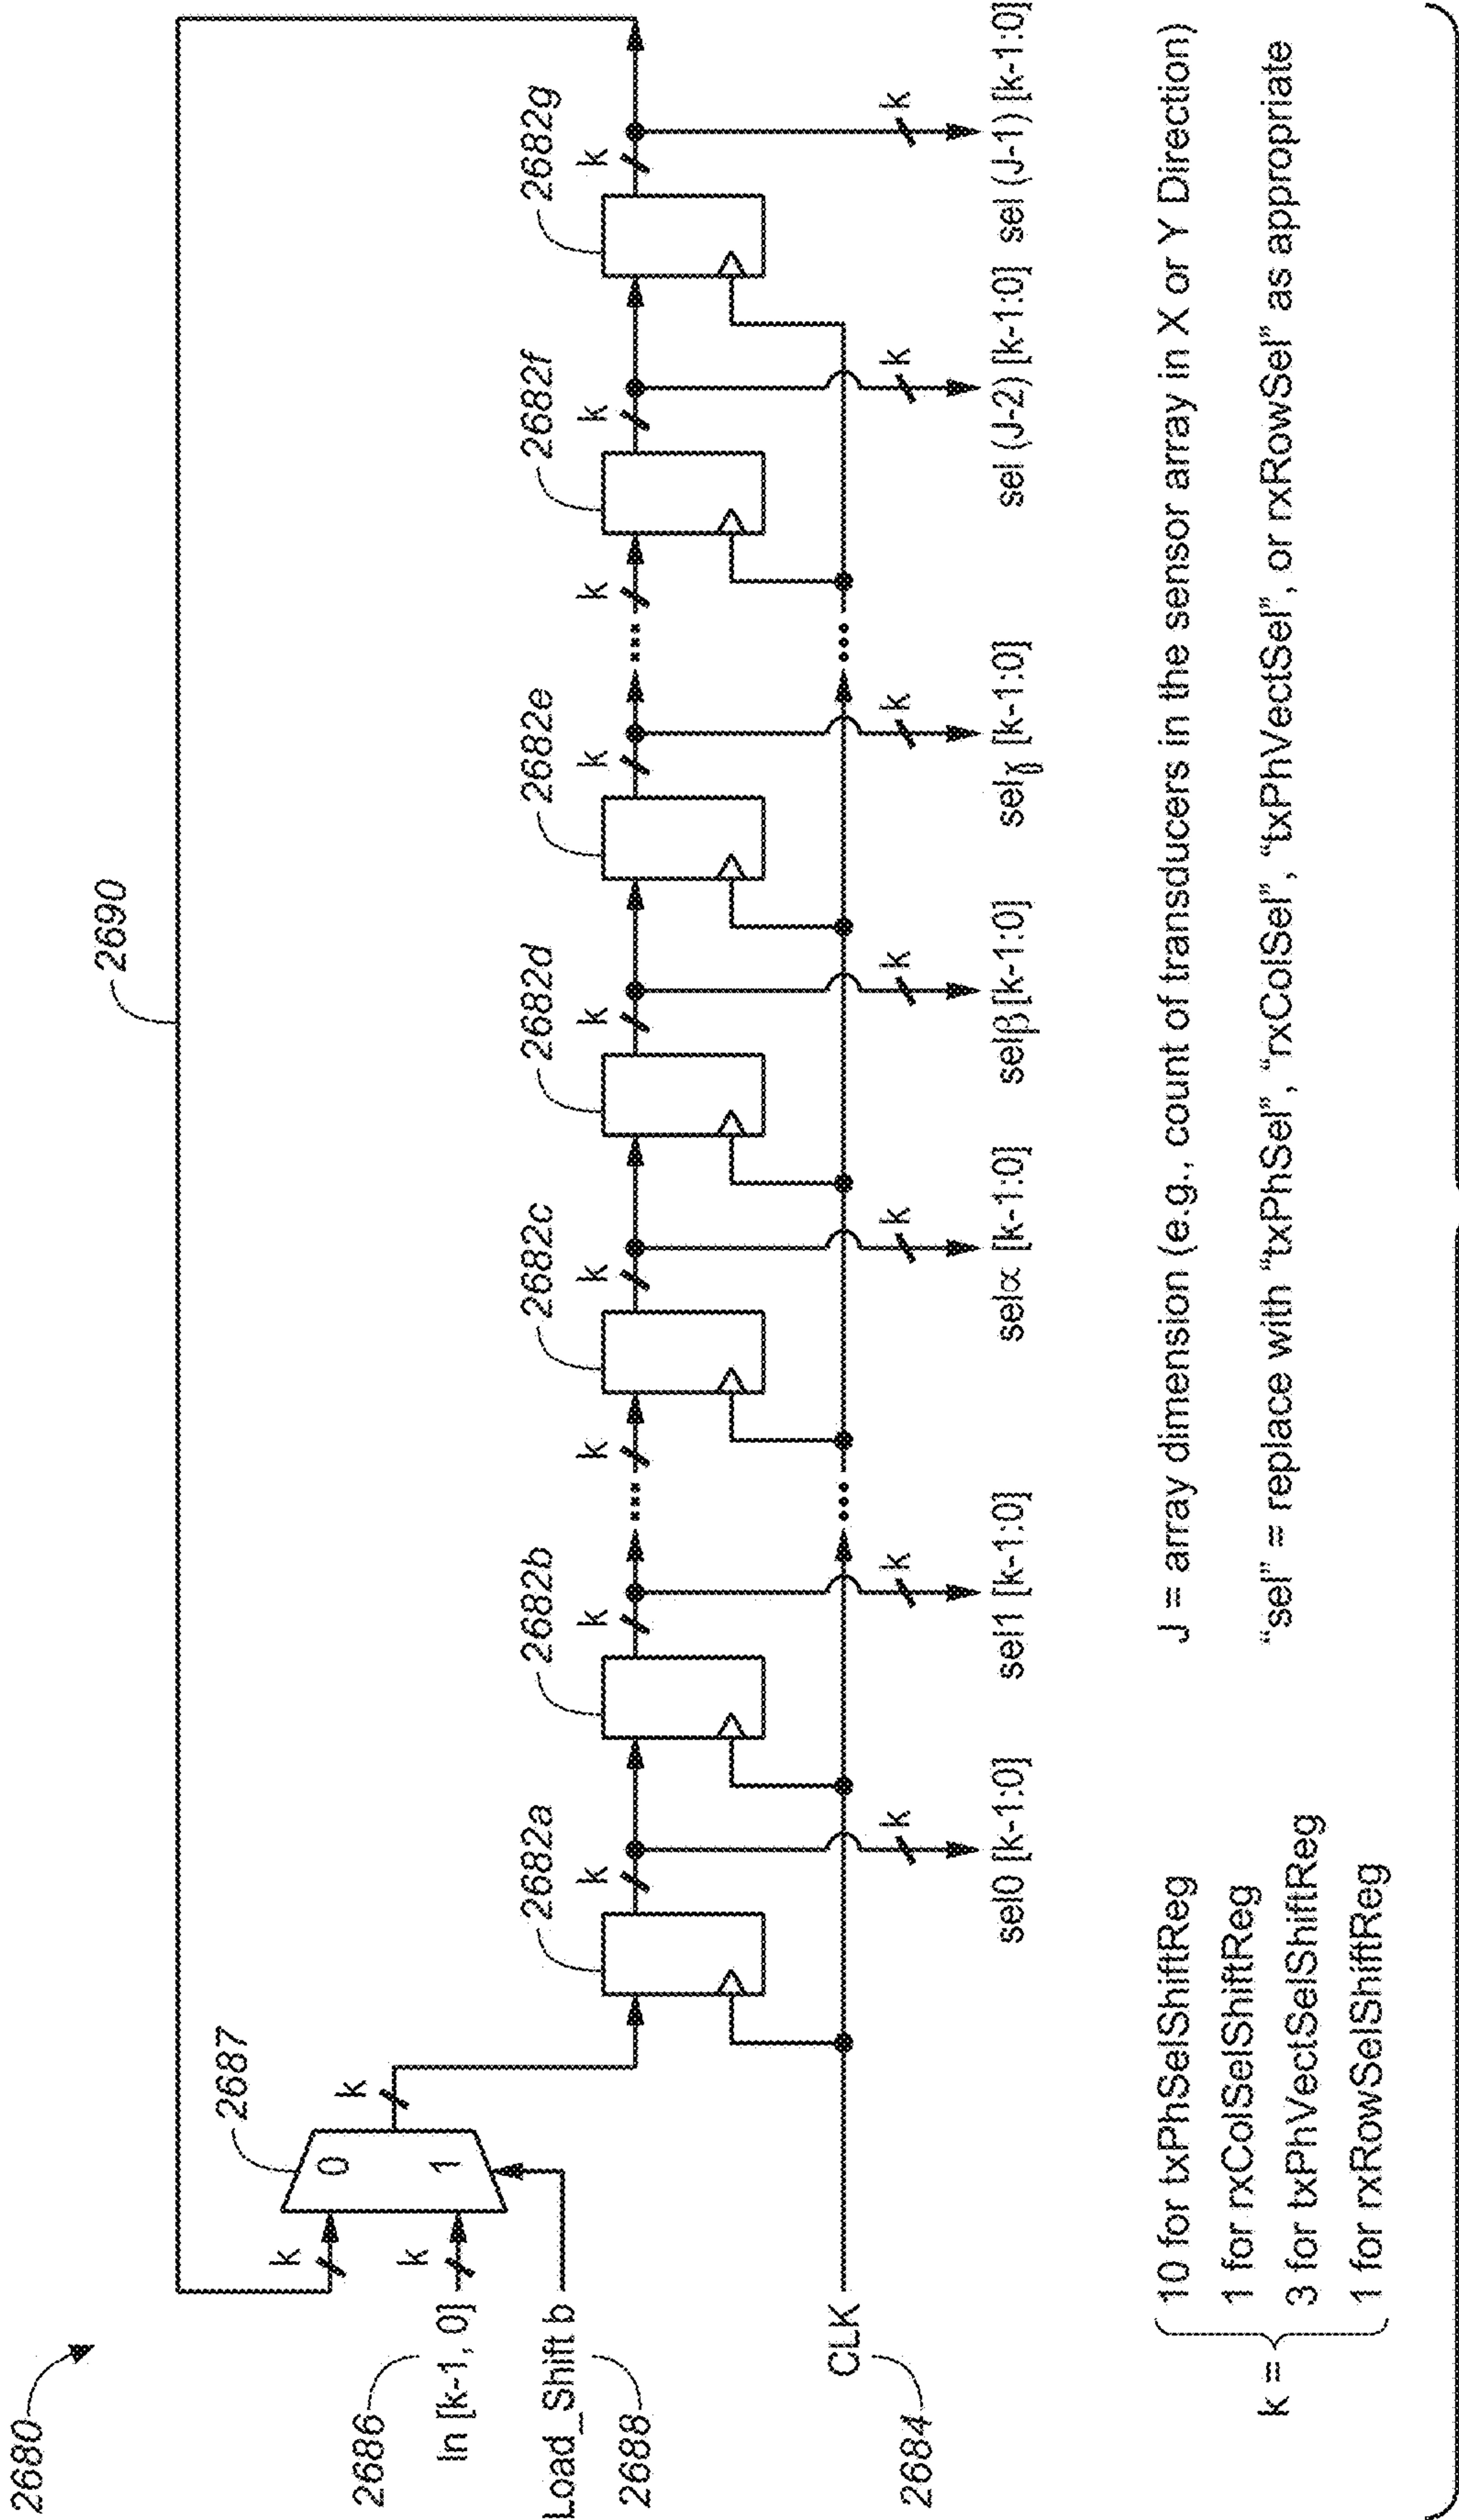 2680
2690
2687
2682a
2682b
2682c
2682d
2682e
2682f
2682g
k
0
k
k
k
k
k
k
k
k
k
k
k
2686
In [k-1, 0]
k
1
Load_Shift b
2688
k
k
k
k
k
k
k
CLK
2684
sel0 [k-1:0]
sel1 [k-1:0]
selα [k-1:0]
selβ [k-1:0]
selγ [k-1:0]
sel (J-2) [k-1:0]
sel (J-1) [k-1:0]
k =
10 for txPhSelShiftReg
1 for rxColSelShiftReg
3 for txPhVectSelShiftReg
1 for rxRowSelShiftReg
J = array dimension (e.g., count of transducers in the sensor array in X or Y Direction)
“sel” = replace with “txPhSel”, “rxColSel”, “txPhVectSel”, or rxRowSel” as appropriate